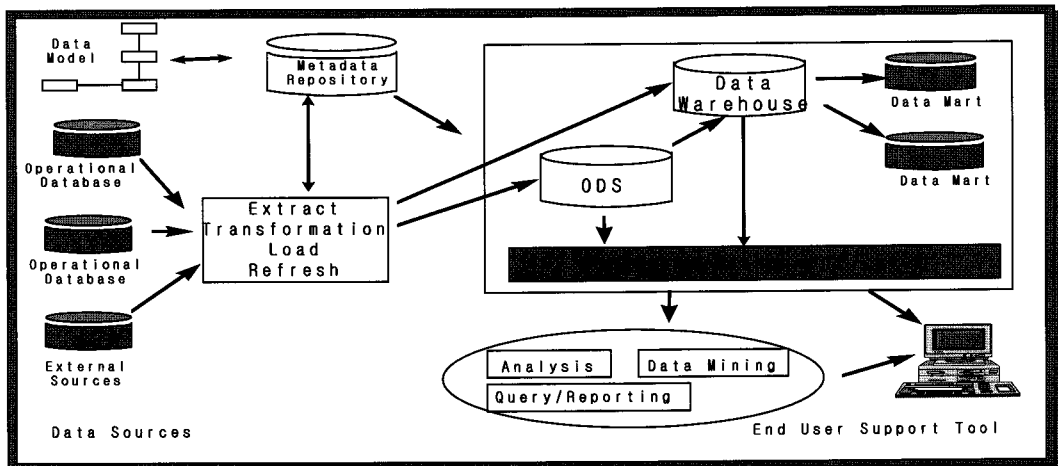 Data
Model
Metadata
Repository
Data
Warehouse
Data Mart
Data Mart
Operational
Database
ODS
Extract
Transformation
Load
Refresh
Operational
Database
External
Sources
Analysis
Data Mining
Query/Reporting
Data Sources
End User Support Tool